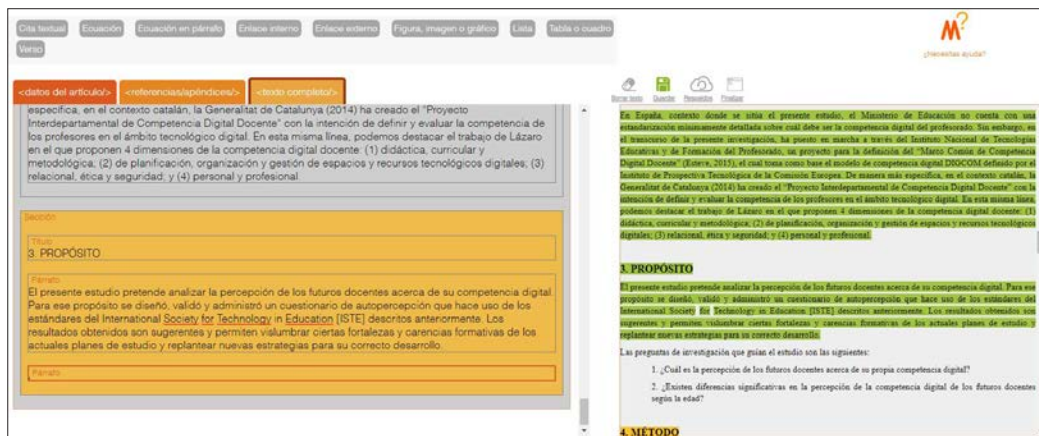 Cita textual Ecuación Ecuación en párrafo Enlace interno Enlace externo Figura, imagen o gráfico Lista Tabla o cuadro
Verso
M?
¿Necesitas ayuda?
<datos del artículo/> <referencias/apéndices/> <texto completo/>
específica, en el contexto catalán, la Generalitat de Catalunya (2014) ha creado el "Proyecto
Interdepartamental de Competencia Digital Docente" con la intención de definir y evaluar la competencia de
los profesores en el ámbito tecnológico digital. En esta misma línea, podemos destacar el trabajo de Lázaro
en el que proponen 4 dimensiones de la competencia digital docente: (1) didáctica, curricular y
metodológica; (2) de planificación, organización y gestión de espacios y recursos tecnológicos digitales; (3)
relacional, ética y seguridad; y (4) personal y profesional.
Sección
Título
3. PROPÓSITO
Párrafo
El presente estudio pretende analizar la percepción de los futuros docentes acerca de su competencia digital.
Para ese propósito se diseñó, validó y administró un cuestionario de autopercepción que hace uso de los
estándares del International Society for Technology in Education [ISTE] descritos anteriormente. Los
resultados obtenidos son sugerentes y permiten vislumbrar ciertas fortalezas y carencias formativas de los
actuales planes de estudio y replantear nuevas estrategias para su correcto desarrollo.
Párrafo
Borrar texto Guardar Respaldos Finalizar
En España, contexto donde se sitúa el presente estudio, el Ministerio de Educación no cuenta con una
estandarización mínimamente detallada sobre cuál debe ser la competencia digital del profesorado. Sin embargo, en
el transcurso de la presente investigación, ha puesto en marcha a través del Instituto Nacional de Tecnologías
Educativas y de Formación del Profesorado, un proyecto para la definición del "Marco Común de Competencia
Digital Docente" (Esteve, 2015), el cual toma como base el modelo de competencia digital DIGCOM definido por el
Instituto de Prospectiva Tecnológica de la Comisión Europea. De manera más específica, en el contexto catalán, la
Generalitat de Catalunya (2014) ha creado el "Proyecto Interdepartamental de Competencia Digital Docente" con la
intención de definir y evaluar la competencia de los profesores en el ámbito tecnológico digital. En esta misma línea,
podemos destacar el trabajo de Lázaro en el que proponen 4 dimensiones de la competencia digital docente: (1)
didáctica, curricular y metodológica; (2) de planificación, organización y gestión de espacios y recursos tecnológicos
digitales; (3) relacional, ética y seguridad; y (4) personal y profesional.
3. PROPÓSITO
El presente estudio pretende analizar la percepción de los futuros docentes acerca de su competencia digital. Para ese
propósito se diseñó, validó y administró un cuestionario de autopercepción que hace uso de los estándares del
International Society for Technology in Education [ISTE] descritos anteriormente. Los resultados obtenidos son
sugerentes y permiten vislumbrar ciertas fortalezas y carencias formativas de los actuales planes de estudio y
replantear nuevas estrategias para su correcto desarrollo.
Las preguntas de investigación que guían el estudio son las siguientes:
1. ¿Cuál es la percepción de los futuros docentes acerca de su propia competencia digital?
2. ¿Existen diferencias significativas en la percepción de la competencia digital de los futuros docentes
según la edad?
4. MÉTODO